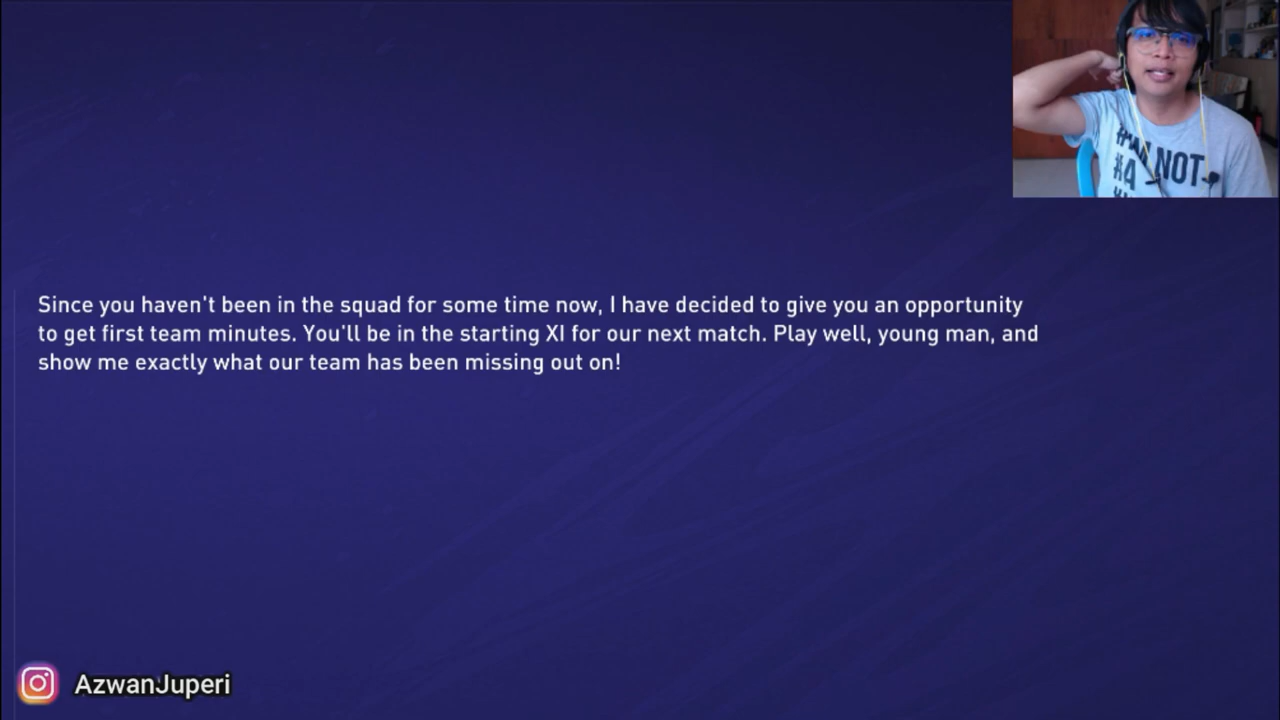 #I'M NOT
#A
Since you haven't been in the squad for some time now, I have decided to give you an opportunity
to get first team minutes. You'll be in the starting XI for our next match. Play well, young man, and
show me exactly what our team has been missing out on!
AzwanJuperi